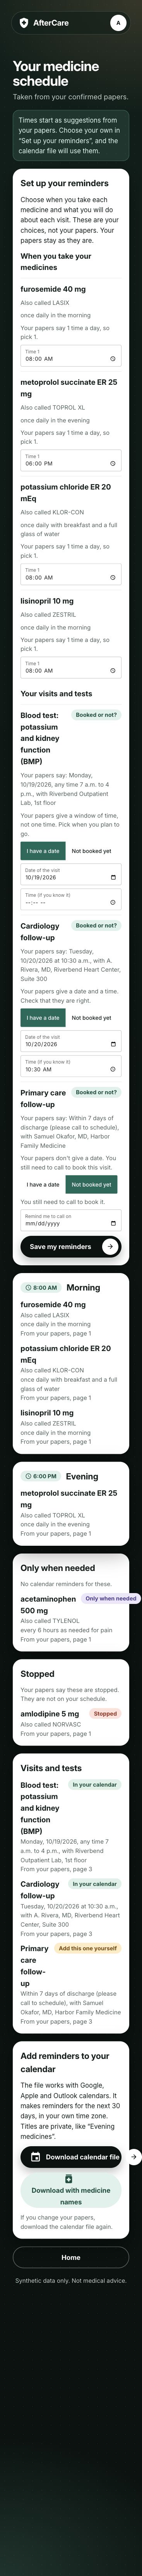 AfterCare
A
Your medicine
schedule
Taken from your confirmed papers.
Times start as suggestions from
your papers. Choose your own in
"Set up your reminders", and the
calendar file will use them.
Set up your reminders
Choose when you take each
medicine and what you will do
about each visit. These are your
choices, not your papers. Your
papers stay as they are.
When you take your
medicines
furosemide 40 mg
Also called LASIX
once daily in the morning
Your papers say 1 time a day, so
pick 1.
Time 1
08:00 AM
metoprolol succinate ER 25
mg
Also called TOPROL XL
once daily in the evening
Your papers say 1 time a day, so
pick 1.
Time 1
06:00 PM
potassium chloride ER 20
mEq
Also called KLOR-CON
once daily with breakfast and a full
glass of water
Your papers say 1 time a day, so
pick 1.
Time 1
08:00 AM
lisinopril 10 mg
Also called ZESTRIL
once daily in the morning
Your papers say 1 time a day, so
pick 1.
Time 1
08:00 AM
Your visits and tests
Blood test:
potassium
and kidney
function
(BMP)
Booked or not?
Your papers say: Monday,
10/19/2026, any time 7 a.m. to 4
p.m., with Riverbend Outpatient
Lab, 1st floor
Your papers give a window of time,
not one time. Pick when you plan to
go.
I have a date
Not booked yet
Date of the visit
10/19/2026
Time (if you know it)
--:-- --
Cardiology
follow-up
Booked or not?
Your papers say: Tuesday,
10/20/2026 at 10:30 a.m., with A.
Rivera, MD, Riverbend Heart Center,
Suite 300
Your papers give a date and a time.
Check that they are right.
I have a date
Not booked yet
Date of the visit
10/20/2026
Time (if you know it)
10:30 AM
Primary care
follow-up
Booked or not?
Your papers say: Within 7 days of
discharge (please call to schedule),
with Samuel Okafor, MD, Harbor
Family Medicine
Your papers don't give a date. You
still need to call to book this visit.
I have a date
Not booked yet
You still need to call to book it.
Remind me to call on
mm/dd/yyyy
Save my reminders
8:00 AM
Morning
furosemide 40 mg
Also called LASIX
once daily in the morning
From your papers, page 1
potassium chloride ER 20
mEq
Also called KLOR-CON
once daily with breakfast and a full
glass of water
From your papers, page 1
lisinopril 10 mg
Also called ZESTRIL
once daily in the morning
From your papers, page 1
6:00 PM
Evening
metoprolol succinate ER 25
mg
Also called TOPROL XL
once daily in the evening
From your papers, page 1
Only when needed
No calendar reminders for these.
acetaminophen
500 mg
Only when needed
Also called TYLENOL
every 6 hours as needed for pain
From your papers, page 1
Stopped
Your papers say these are stopped.
They are not on your schedule.
amlodipine 5 mg
Stopped
Also called NORVASC
From your papers, page 1
Visits and tests
Blood test:
potassium
and kidney
function
(BMP)
In your calendar
Monday, 10/19/2026, any time 7
a.m. to 4 p.m., with Riverbend
Outpatient Lab, 1st floor
From your papers, page 3
Cardiology
follow-up
In your calendar
Tuesday, 10/20/2026 at 10:30 a.m.,
with A. Rivera, MD, Riverbend Heart
Center, Suite 300
From your papers, page 3
Primary
care
follow-
up
Add this one yourself
Within 7 days of discharge (please
call to schedule), with Samuel
Okafor, MD, Harbor Family Medicine
From your papers, page 3
Add reminders to your
calendar
The file works with Google,
Apple and Outlook calendars. It
makes reminders for the next 30
days, in your own time zone.
Titles are private, like "Evening
medicines".
Download calendar file
Download with medicine
names
If you change your papers,
download the calendar file again.
Home
Synthetic data only. Not medical advice.